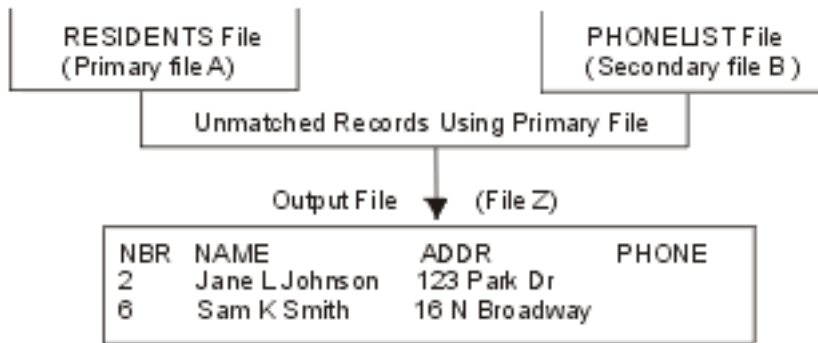 RESIDENTS File
(Primary file A)
PHONELIST File
(Secondary file B )
Unmatched Records Using Primary File
Output File (File Z)
NBR NAME ADDR PHONE
2 Jane L Johnson 123 Park Dr
6 Sam K Smith 16 N Broadway